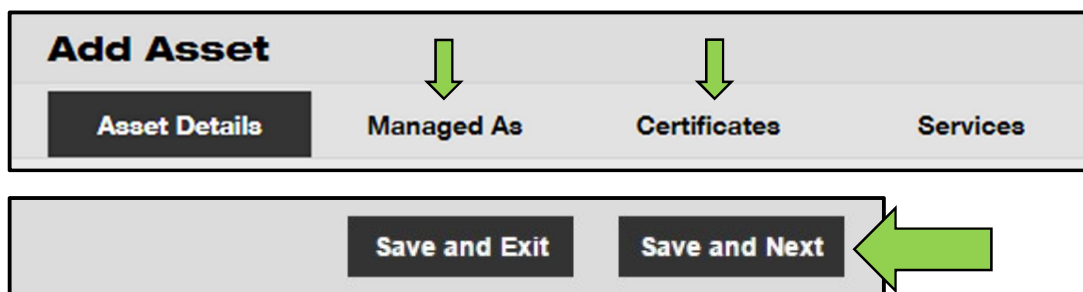 Add Asset
Asset Details Managed As Certificates Services
Save and Exit Save and Next